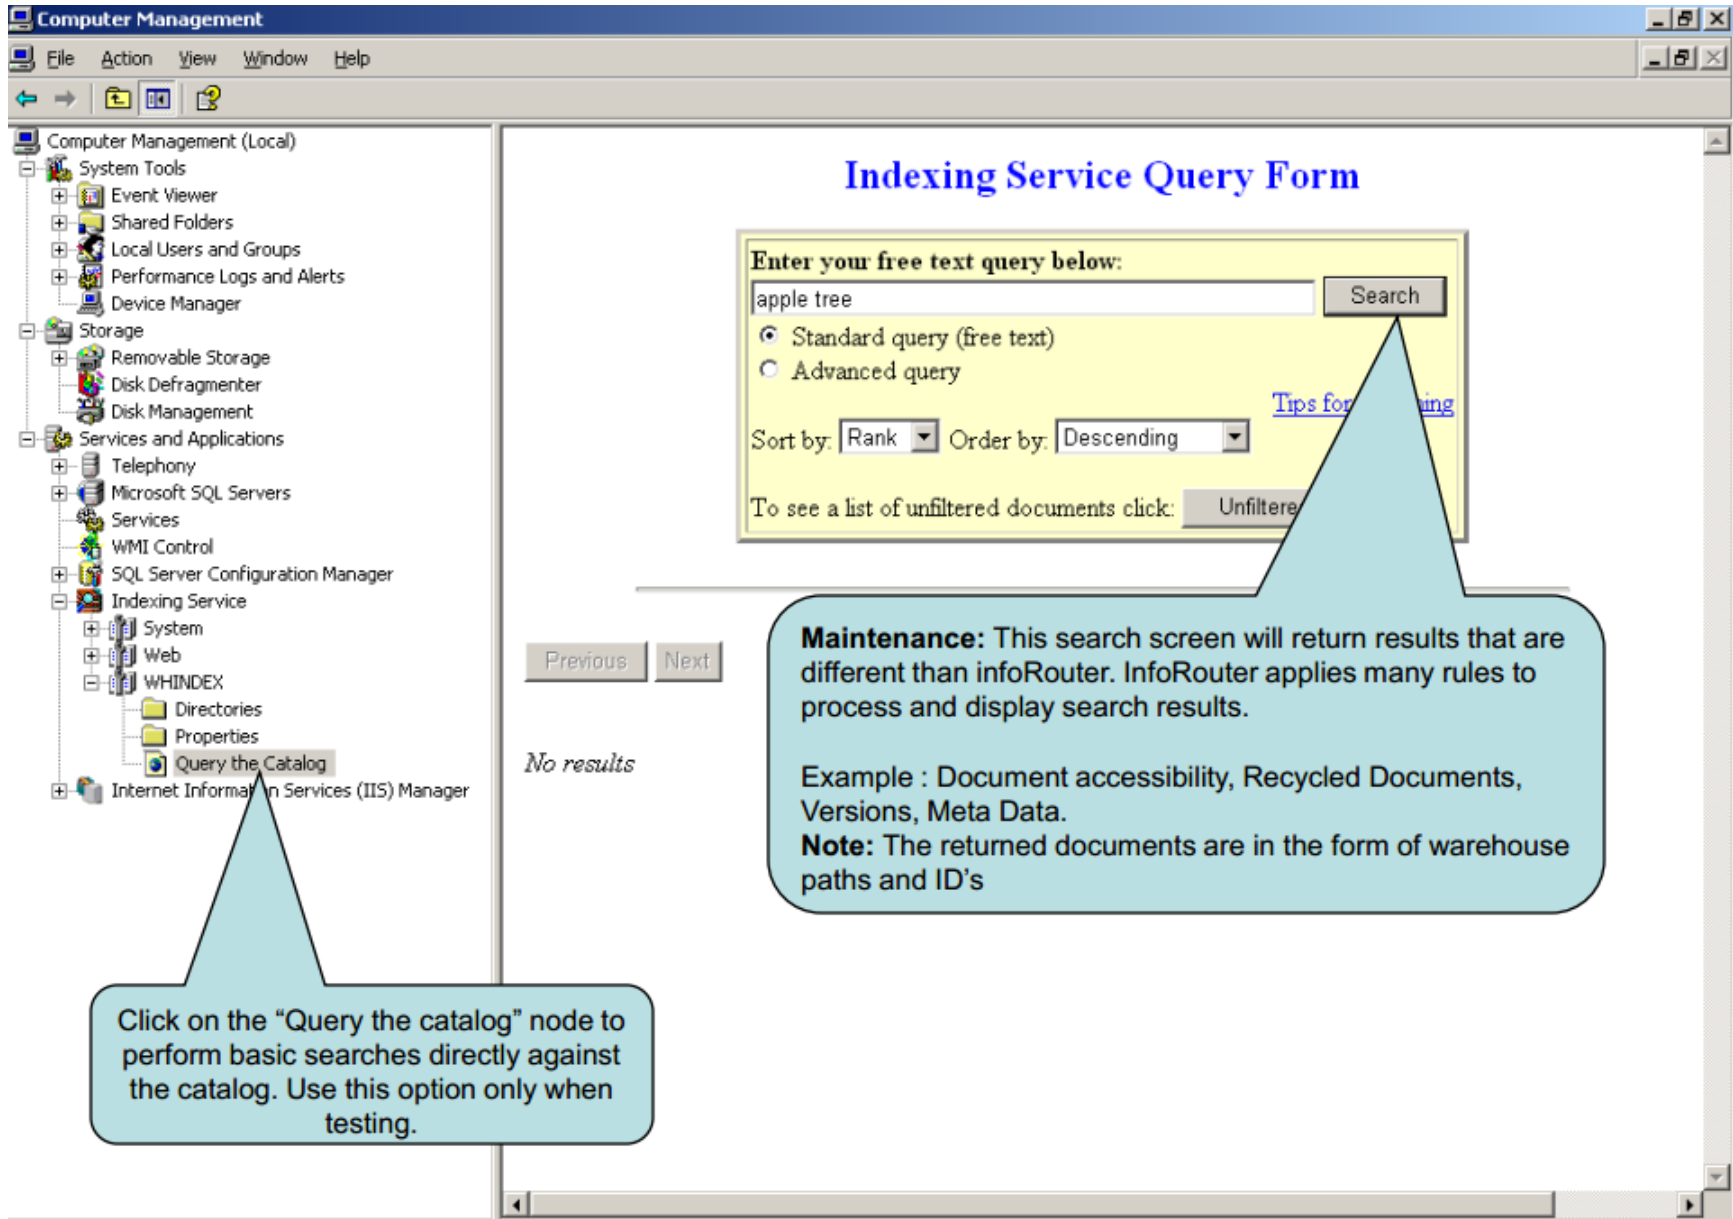 Computer Management
File Action View Window Help
Computer Management (Local)
System Tools
Event Viewer
Shared Folders
Local Users and Groups
Performance Logs and Alerts
Device Manager
Storage
Removable Storage
Disk Defragmenter
Disk Management
Services and Applications
Telephony
Microsoft SQL Servers
Services
WMI Control
SQL Server Configuration Manager
Indexing Service
System
Web
WHINDEX
Directories
Properties
Query the Catalog
Internet Information Services (IIS) Manager
Click on the “Query the catalog” node to
perform basic searches directly against
the catalog. Use this option only when
testing.
Indexing Service Query Form
Enter your free text query below:
apple tree Search
Standard query (free text)
Advanced query
Tips for
Sort by: Rank Order by: Descending
To see a list of unfiltered documents click:
Previous Next
No results
Maintenance: This search screen will return results that are
different than infoRouter. InfoRouter applies many rules to
process and display search results.
Example : Document accessibility, Recycled Documents,
Versions, Meta Data.
Note: The returned documents are in the form of warehouse
paths and ID’s